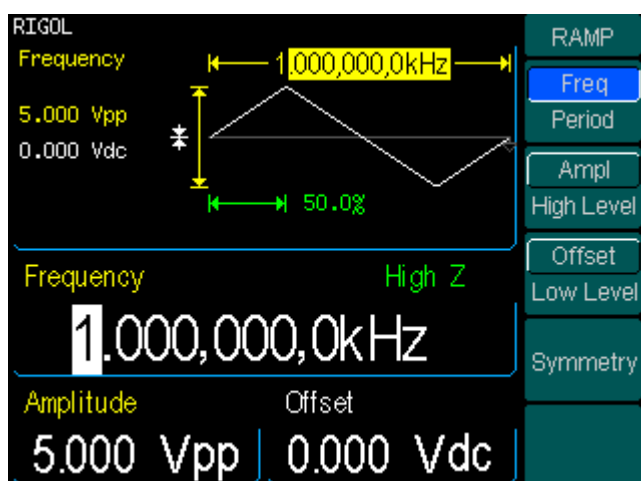 RIGOL
Frequency
1.000,000,0kHz
5.000 Vpp
0.000 Vdc
50.0%
Frequency
High Z
1.000,000,0kHz
Amplitude
Offset
5.000 Vpp
0.000 Vdc
RAMP
Freq
Period
Ampl
High Level
Offset
Low Level
Symmetry